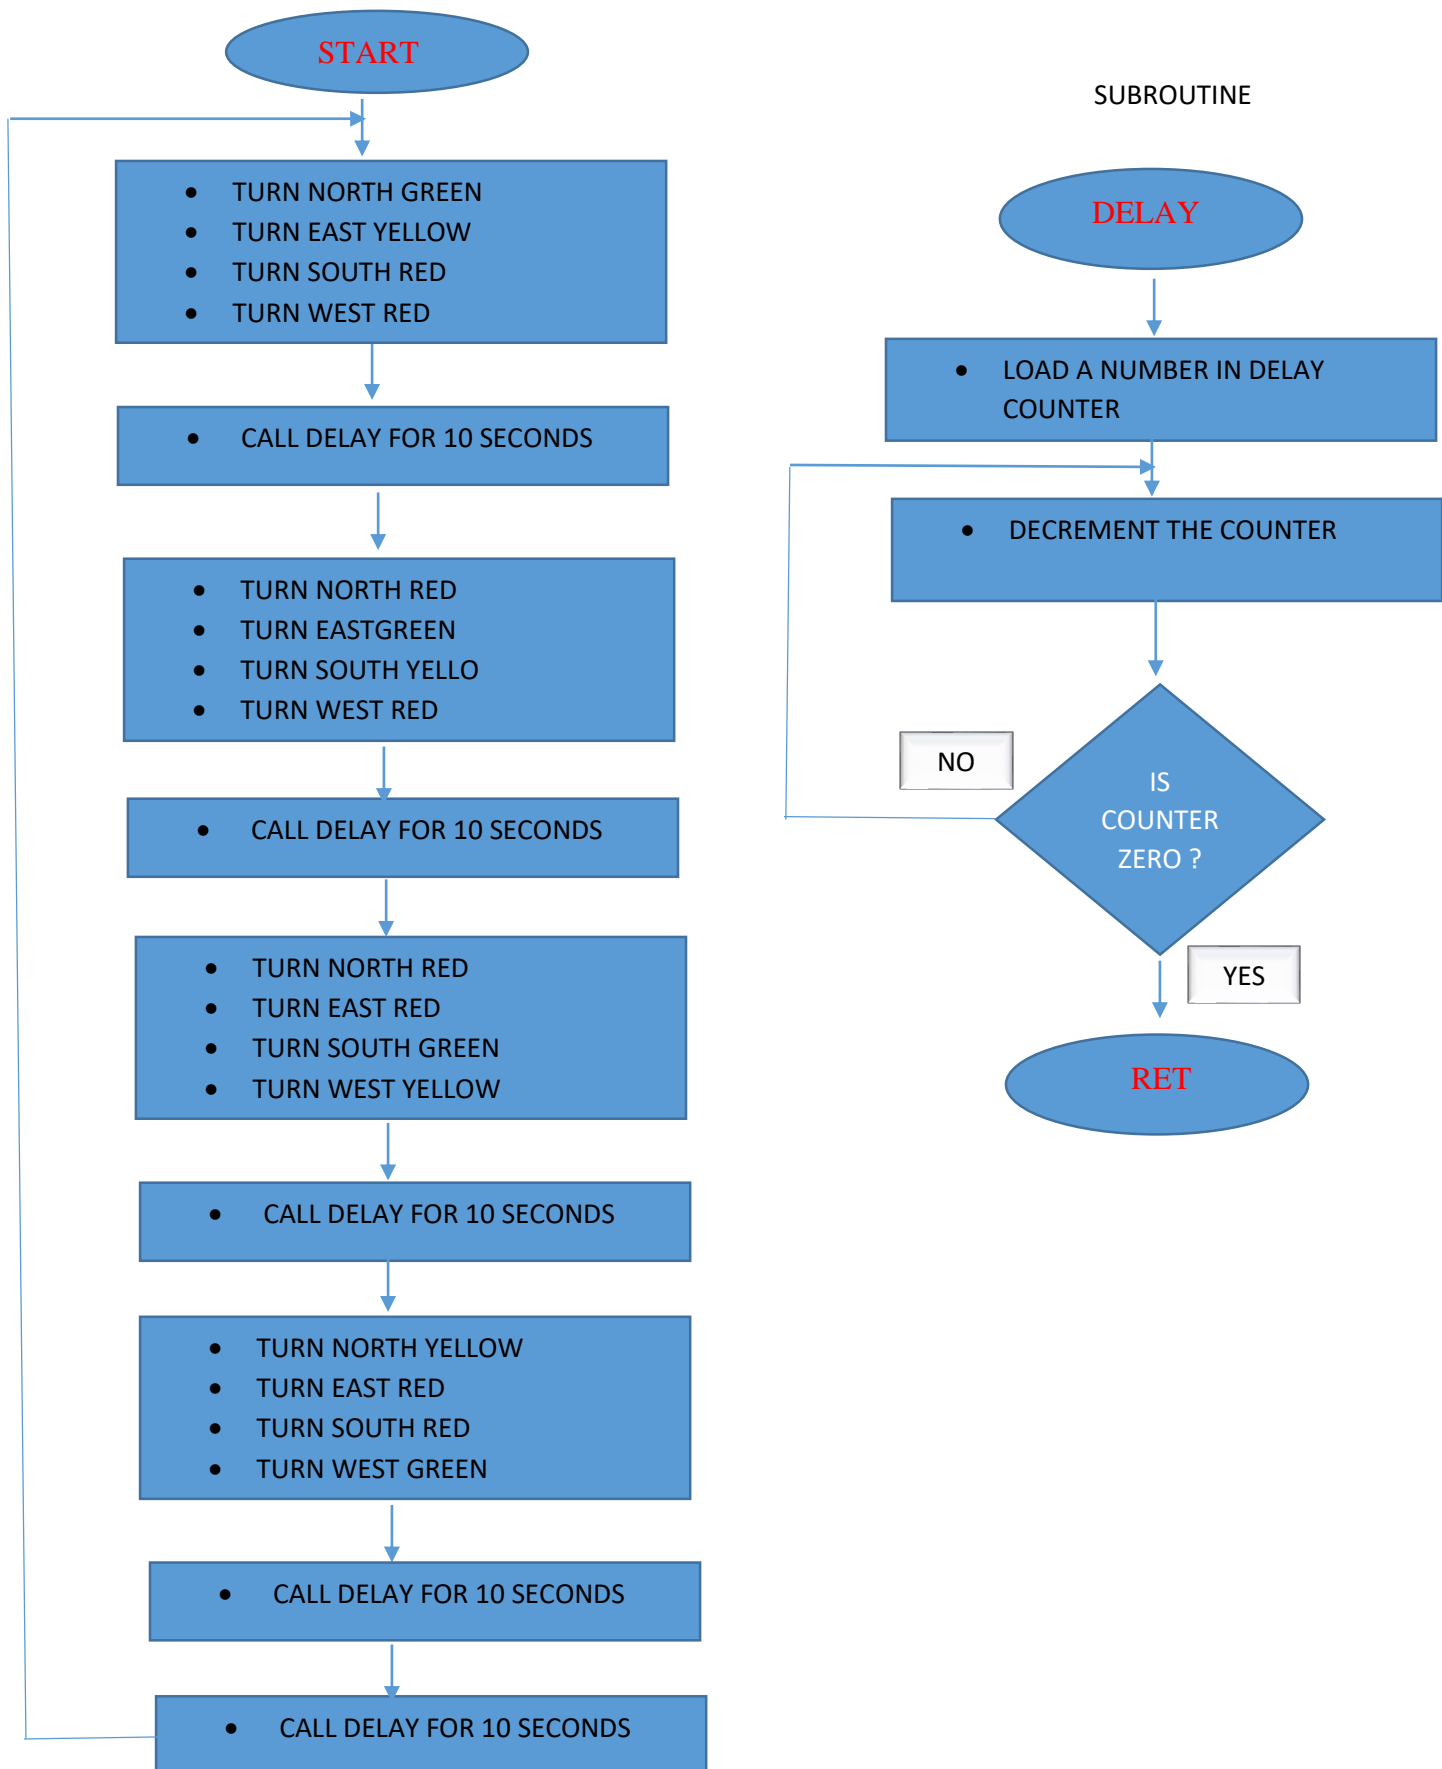 START
• TURN NORTH GREEN
• TURN EAST YELLOW
• TURN SOUTH RED
• TURN WEST RED
• CALL DELAY FOR 10 SECONDS
• TURN NORTH RED
• TURN EASTGREEN
• TURN SOUTH YELLO
• TURN WEST RED
• CALL DELAY FOR 10 SECONDS
• TURN NORTH RED
• TURN EAST RED
• TURN SOUTH GREEN
• TURN WEST YELLOW
• CALL DELAY FOR 10 SECONDS
• TURN NORTH YELLOW
• TURN EAST RED
• TURN SOUTH RED
• TURN WEST GREEN
• CALL DELAY FOR 10 SECONDS
• CALL DELAY FOR 10 SECONDS
SUBROUTINE
DELAY
• LOAD A NUMBER IN DELAY
COUNTER
• DECREMENT THE COUNTER
NO
IS
COUNTER
ZERO ?
YES
RET